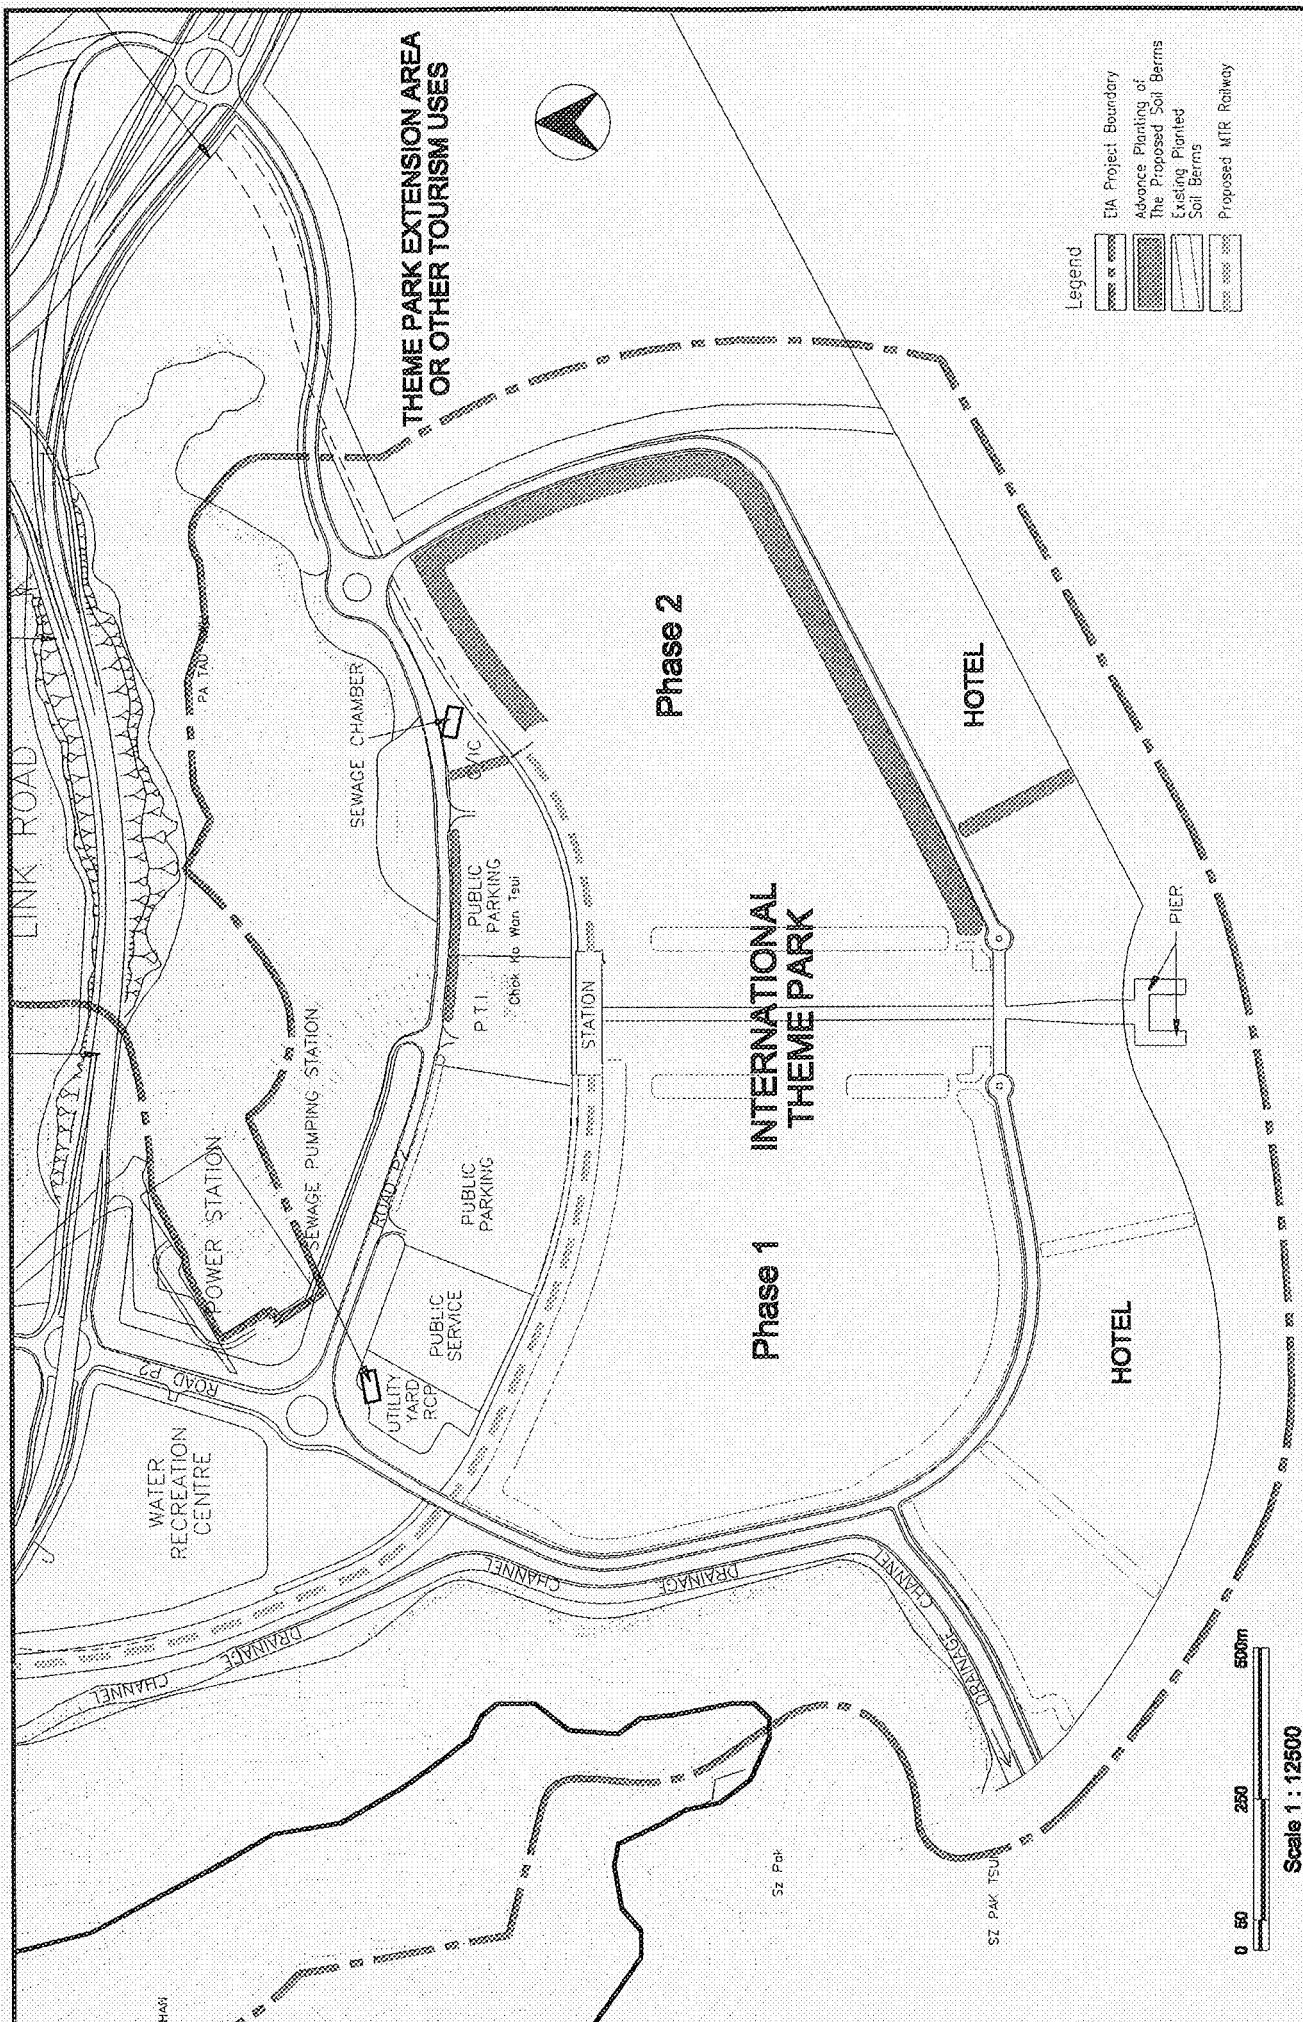 LINK ROAD
THEME PARK EXTENSION AREA
OR OTHER TOURISM USES
PA TAU
SEWAGE CHAMBER
G/IC
PUBLIC
PARKING
Chok Ko Wan Tsui
P.T.I.
STATION
SEWAGE PUMPING STATION
POWER STATION
ROAD P2
ROAD P2
PUBLIC
PARKING
PUBLIC
SERVICE
UTILITY
YARD
RCP
WATER
RECREATION
CENTRE
Phase 2
HOTEL
INTERNATIONAL
THEME PARK
PIER
Phase 1
HOTEL
CHANNEL
DRAINAGE
CHANNEL
DRAINAGE
CHANNEL
DRAINAGE
Sz Pak
SZ PAK TSUI
HAN
Legend
EIA Project Boundary
Advance Planting of
The Proposed Soil Berms
Existing Planted
Soil Berms
Proposed MTR Railway
0 50 250 500m
Scale 1 : 12500